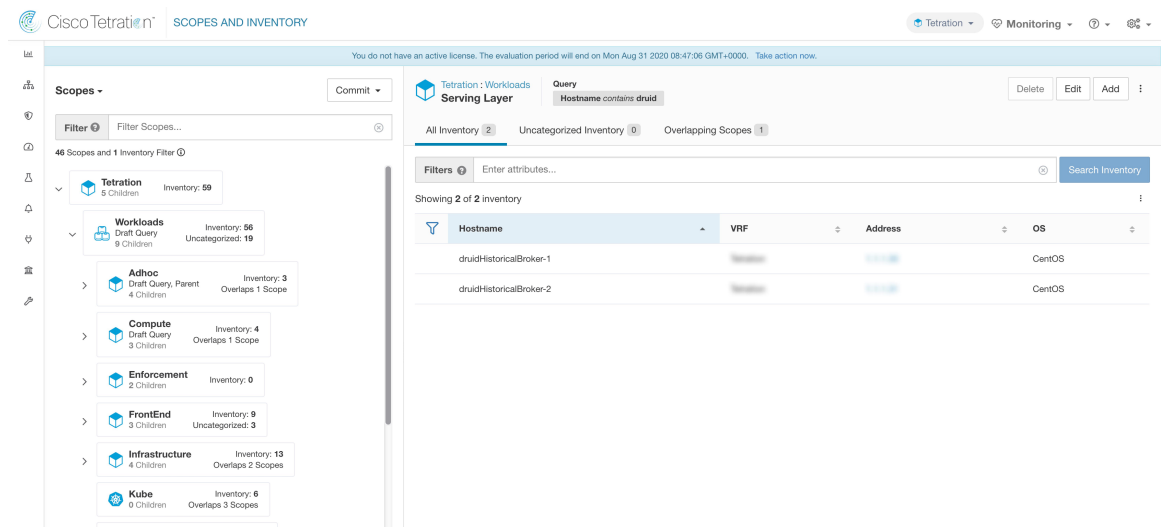 Cisco Tetration™ SCOPES AND INVENTORY Tetration Monitoring
You do not have an active license. The evaluation period will end on Mon Aug 31 2020 08:47:06 GMT+0000. Take action now.
Scopes Commit
Filter Filter Scopes...
46 Scopes and 1 Inventory Filter
Tetration
5 Children
Inventory: 59
Workloads
Draft Query
9 Children
Inventory: 56
Uncategorized: 19
Adhoc
Draft Query, Parent
4 Children
Inventory: 3
Overlaps 1 Scope
Compute
Draft Query
3 Children
Inventory: 4
Overlaps 1 Scope
Enforcement
2 Children
Inventory: 0
FrontEnd
3 Children
Inventory: 9
Uncategorized: 3
Infrastructure
4 Children
Inventory: 13
Overlaps 2 Scopes
Kube
0 Children
Inventory: 6
Overlaps 3 Scopes
Tetration : Workloads
Serving Layer
Query
Hostname contains druid
Delete Edit Add
All Inventory 2 Uncategorized Inventory 0 Overlapping Scopes 1
Filters Enter attributes... Search Inventory
Showing 2 of 2 inventory
Hostname VRF Address OS
druidHistoricalBroker-1 CentOS
druidHistoricalBroker-2 CentOS